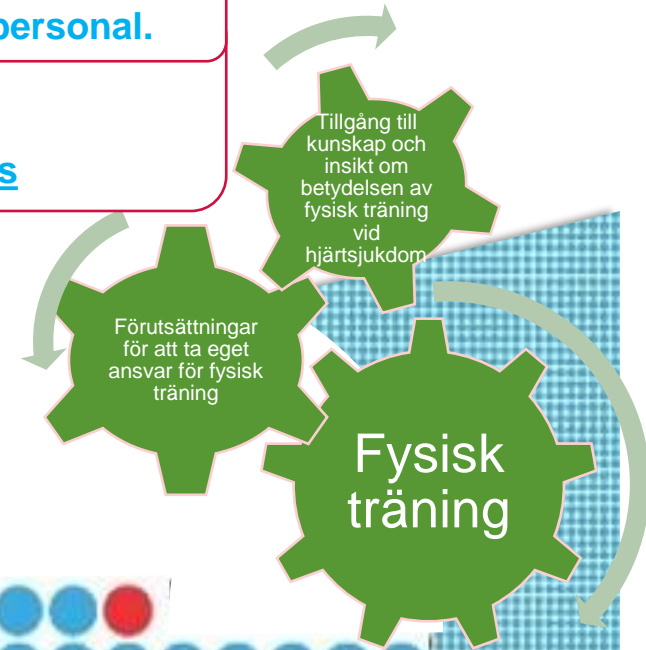 personal.
s
Tillgång till
kunskap och
insikt om
betydelsen av
fysisk träning
vid
hjärtsjukdom
Förutsättningar
för att ta eget
ansvar för fysisk
träning
Fysisk
träning